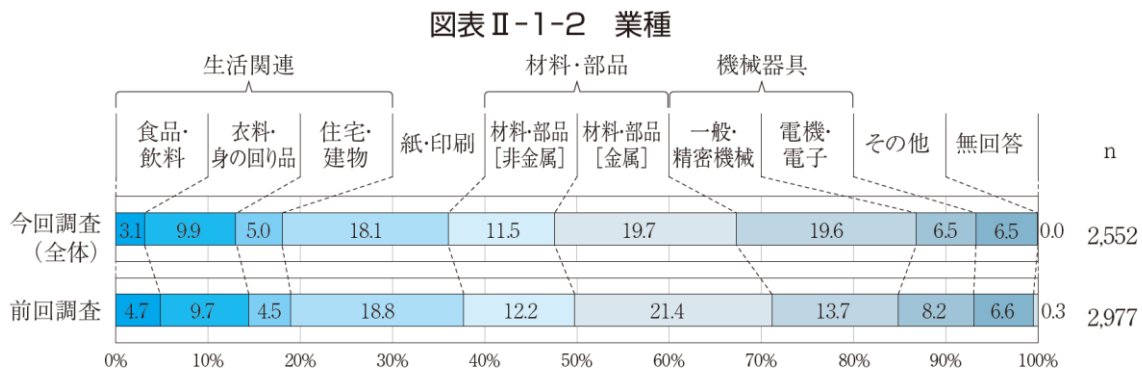 図表Ⅱ-1-2 業種
生活関連 材料・部品 機械器具
食品・ 衣料・ 住宅・ 紙・印刷 材料・部品 材料・部品 一般・ 電機・ その他 無回答 n
飲料 身の回り品 建物 [非金属] [金属] 精密機械 電子
今回調査 3.1 9.9 5.0 18.1 11.5 19.7 19.6 6.5 6.5 0.0 2,552
(全体)
前回調査 4.7 9.7 4.5 18.8 12.2 21.4 13.7 8.2 6.6 0.3 2,977
0% 10% 20% 30% 40% 50% 60% 70% 80% 90% 100%